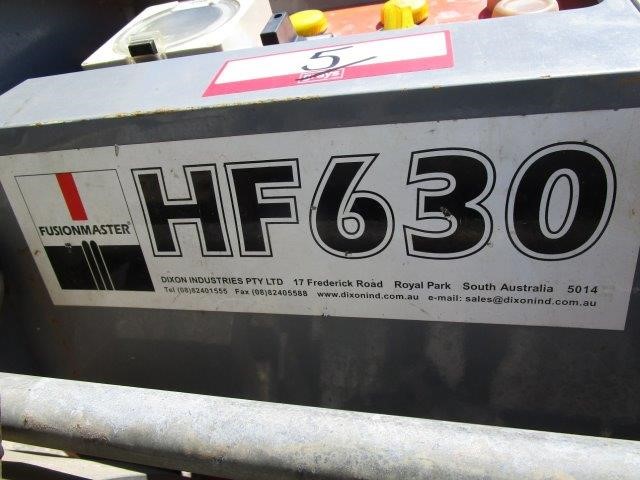 5
grays
FUSIONMASTER
HF630
DIXON INDUSTRIES PTY LTD 17 Frederick Road Royal Park South Australia 5014
Tel (08)82401555 Fax (08)82405588 www.dixonind.com.au e-mail: sales@dixonind.com.au